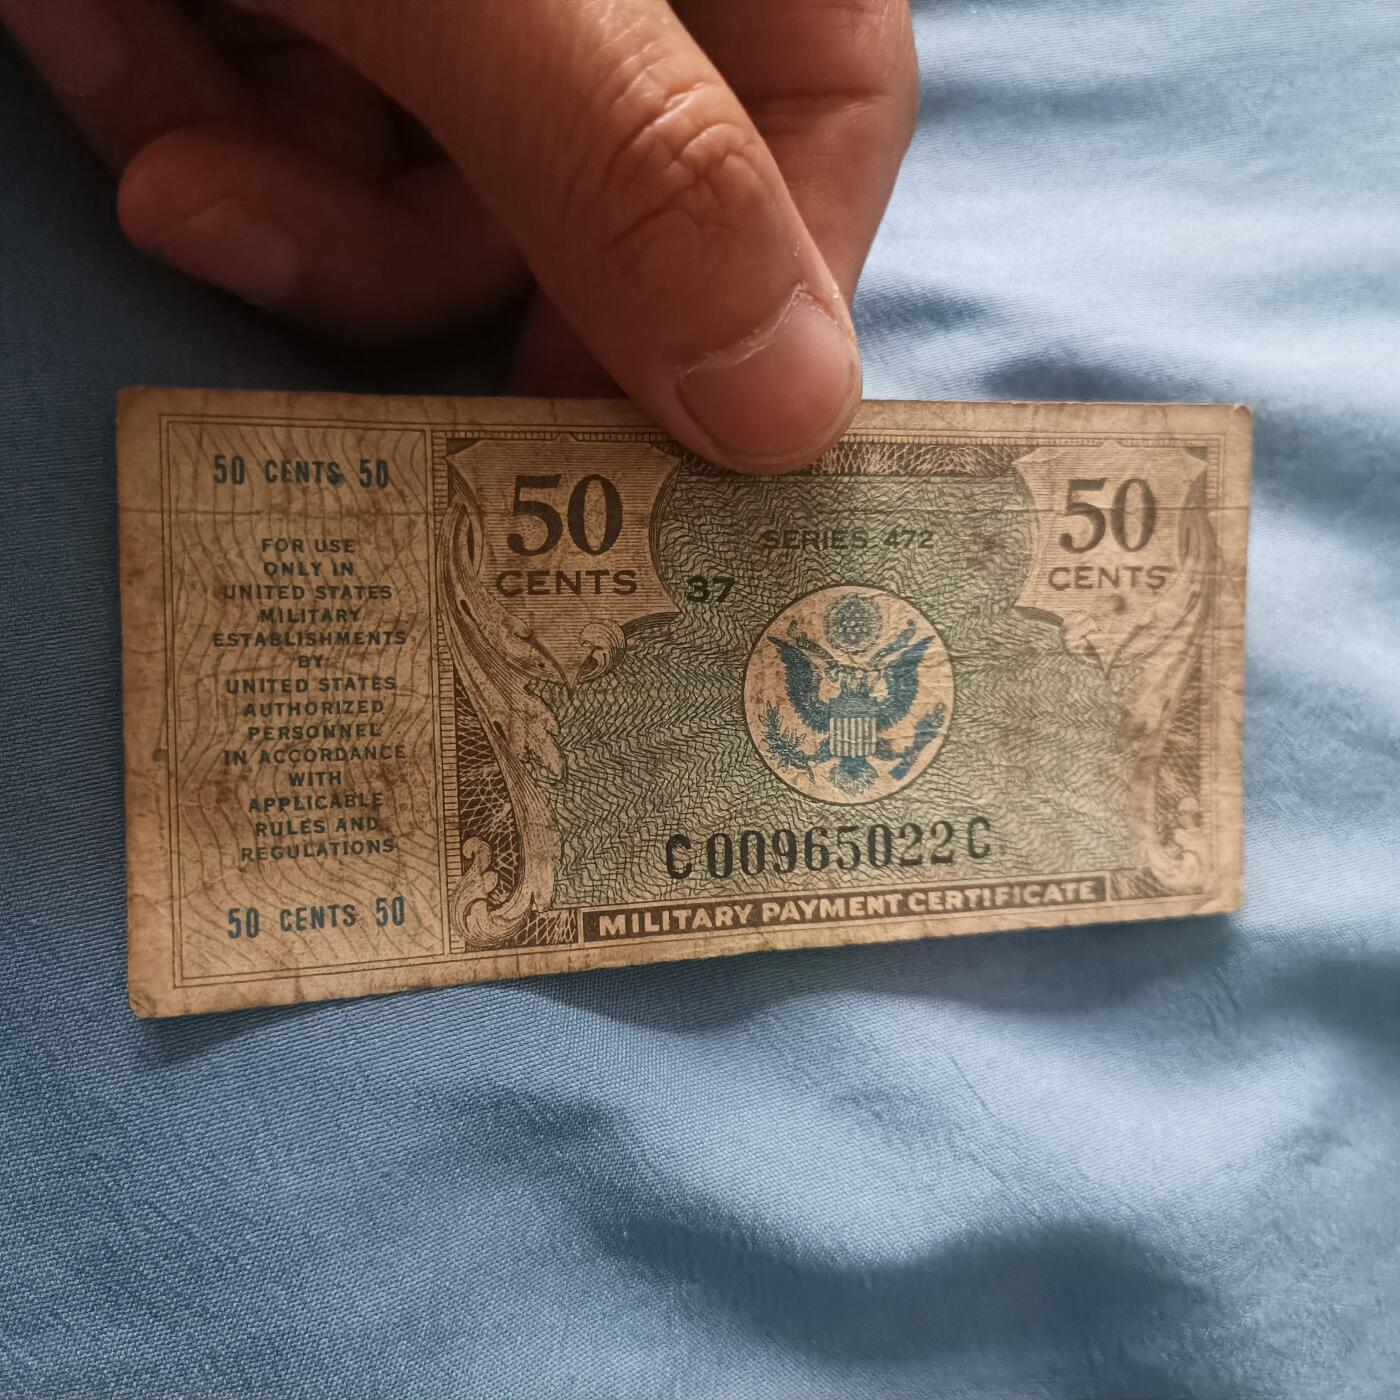 50 CENTS 50
FOR USE
ONLY IN
UNITED STATES
MILITARY
ESTABLISHMENTS
BY
UNITED STATES
AUTHORIZED
PERSONNEL
IN ACCORDANCE
WITH
APPLICABLE
RULES AND
REGULATIONS
50 CENTS 50
50
CENTS
SERIES 472
37
50
CENTS
C00965022C
MILITARY PAYMENT CERTIFICATE